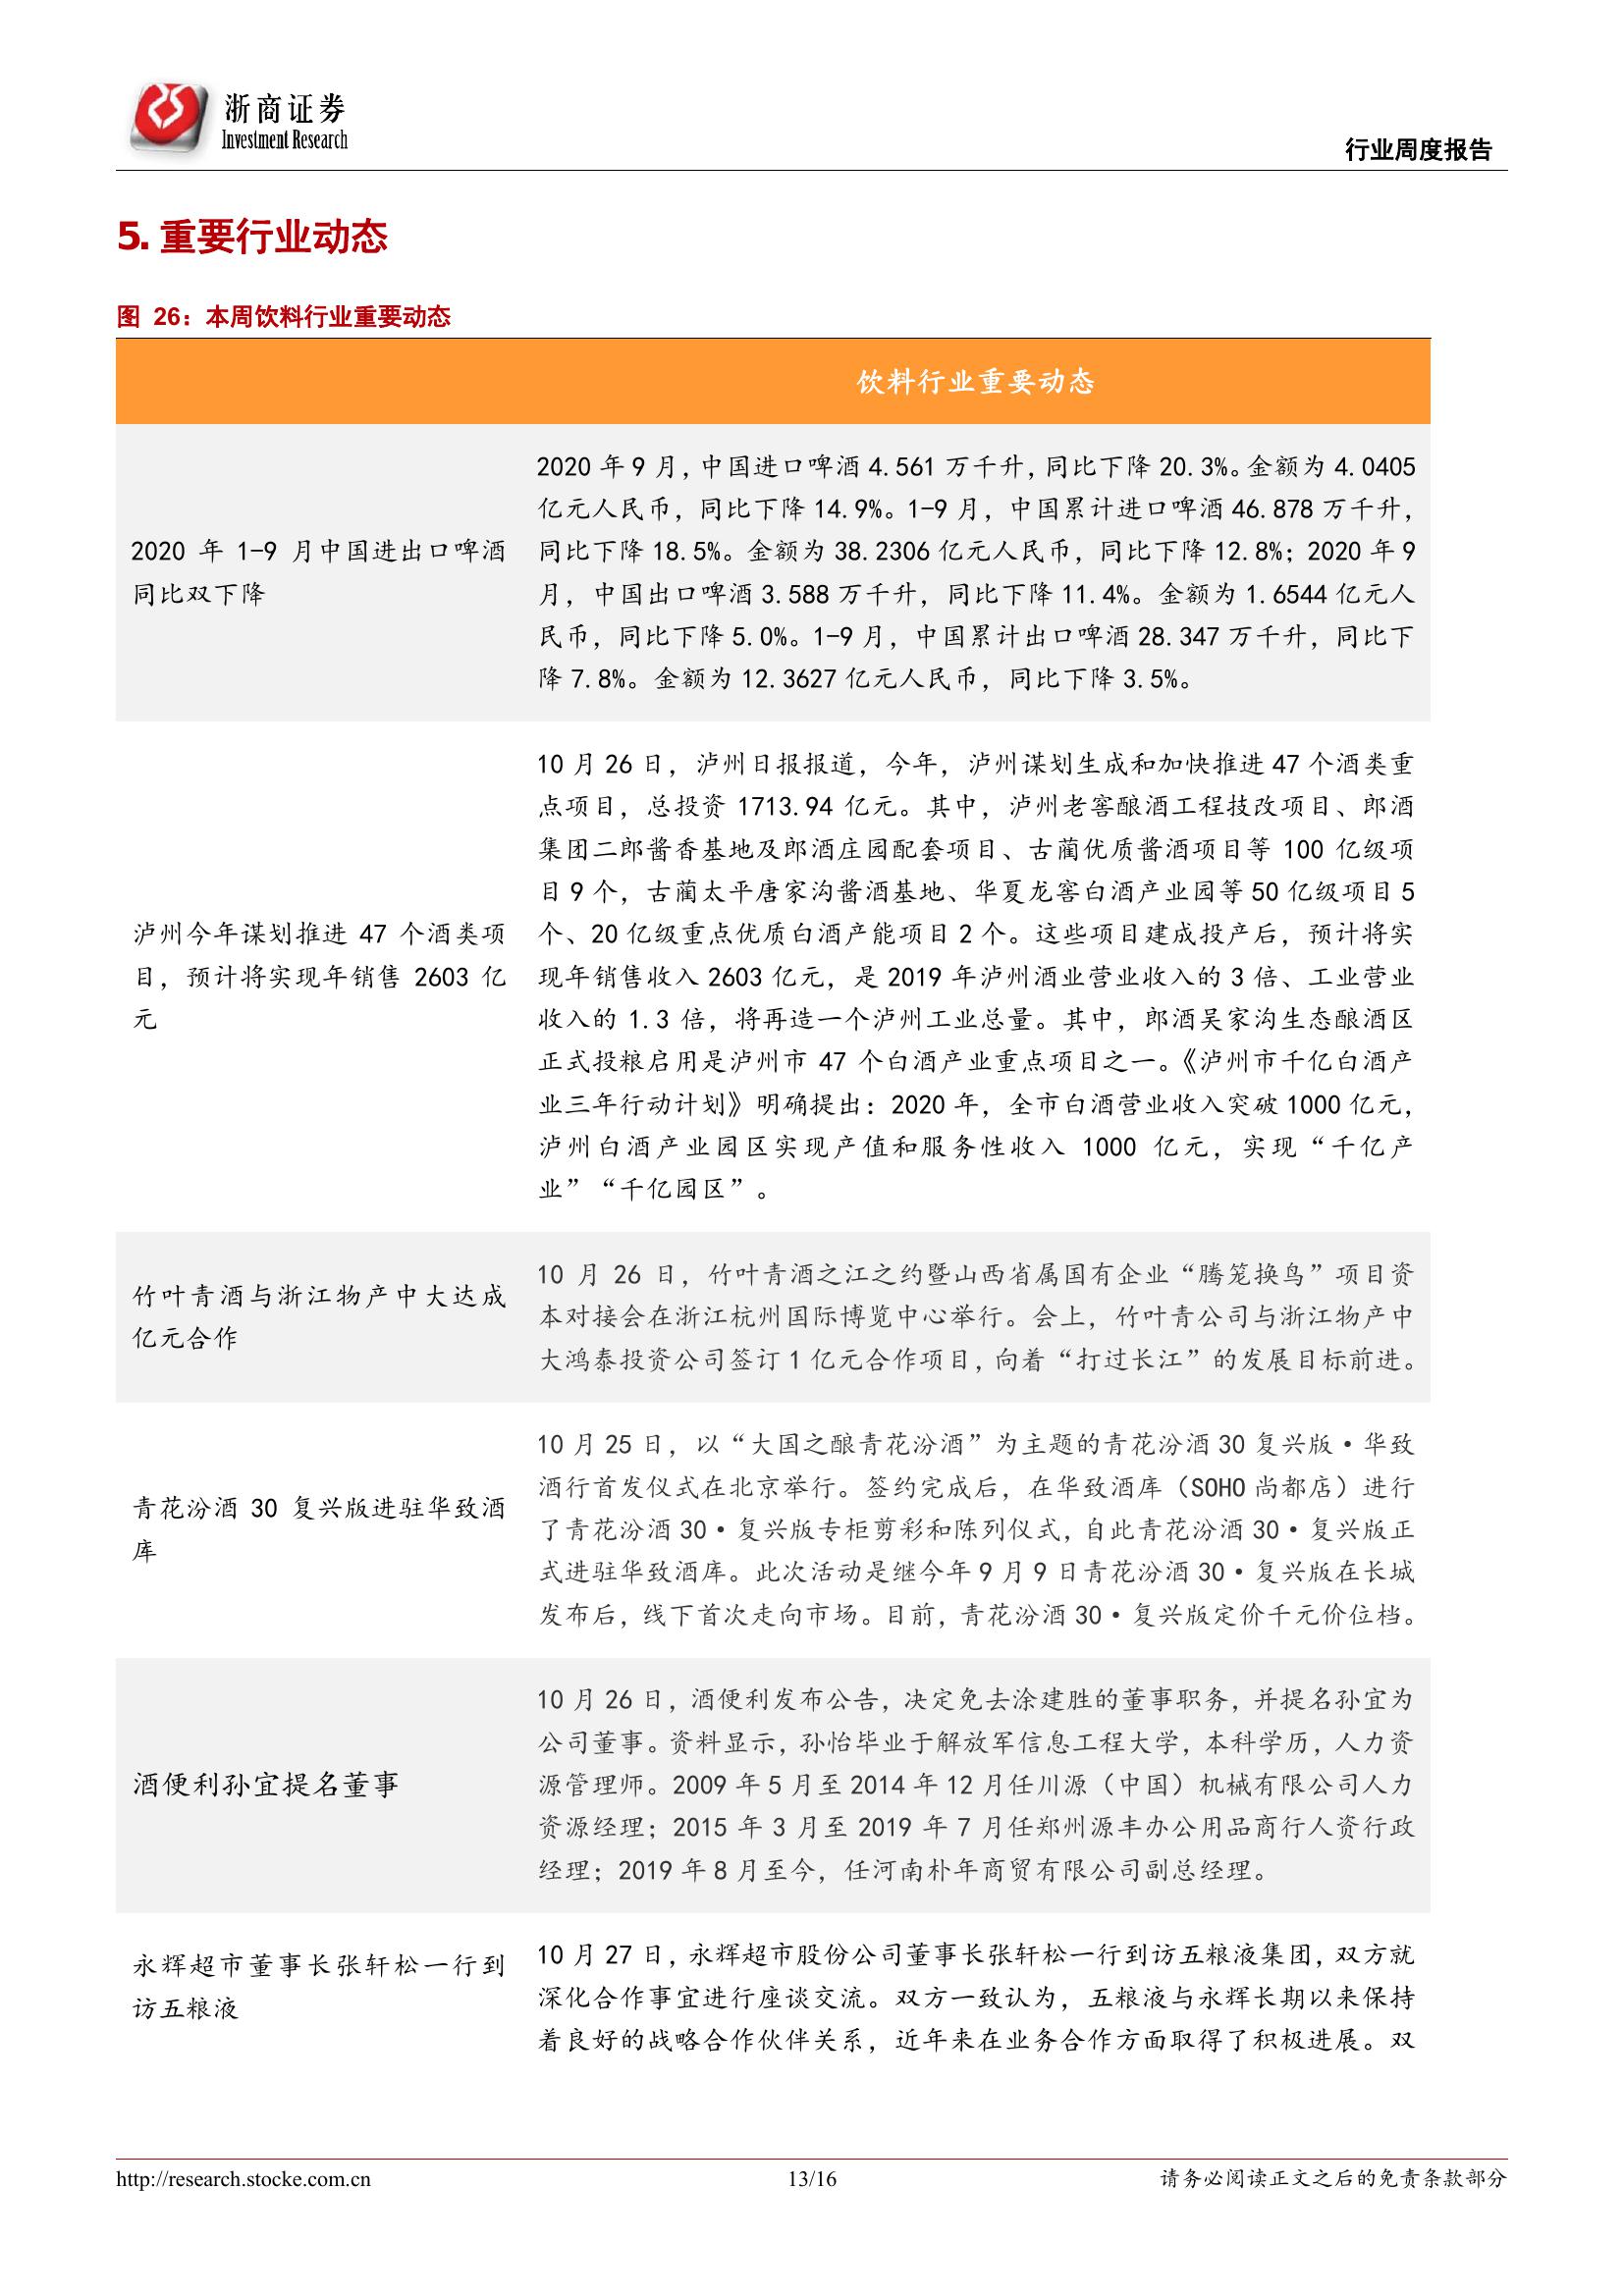 浙商证券
Investment Research
行业周度报告
5. 重要行业动态
图 26：本周饮料行业重要动态
饮料行业重要动态
2020 年 1-9 月中国进出口啤酒
同比双下降
2020 年 9 月，中国进口啤酒 4.561 万千升，同比下降 20.3%。金额为 4.0405
亿元人民币，同比下降 14.9%。1-9 月，中国累计进口啤酒 46.878 万千升，
同比下降 18.5%。金额为 38.2306 亿元人民币，同比下降 12.8%；2020 年 9
月，中国出口啤酒 3.588 万千升，同比下降 11.4%。金额为 1.6544 亿元人
民币，同比下降 5.0%。1-9 月，中国累计出口啤酒 28.347 万千升，同比下
降 7.8%。金额为 12.3627 亿元人民币，同比下降 3.5%。
泸州今年谋划推进 47 个酒类项
目，预计将实现年销售 2603 亿
元
10 月 26 日，泸州日报报道，今年，泸州谋划生成和加快推进 47 个酒类重
点项目，总投资 1713.94 亿元。其中，泸州老窖酿酒工程技改项目、郎酒
集团二郎酱香基地及郎酒庄园配套项目、古蔺优质酱酒项目等 100 亿级项
目 9 个，古蔺太平唐家沟酱酒基地、华夏龙窖白酒产业园等 50 亿级项目 5
个、20 亿级重点优质白酒产能项目 2 个。这些项目建成投产后，预计将实
现年销售收入 2603 亿元，是 2019 年泸州酒业营业收入的 3 倍、工业营业
收入的 1.3 倍，将再造一个泸州工业总量。其中，郎酒吴家沟生态酿酒区
正式投粮启用是泸州市 47 个白酒产业重点项目之一。《泸州市千亿白酒产
业三年行动计划》明确提出：2020 年，全市白酒营业收入突破 1000 亿元，
泸州白酒产业园区实现产值和服务性收入 1000 亿元，实现“千亿产
业”“千亿园区”。
竹叶青酒与浙江物产中大达成
亿元合作
10 月 26 日，竹叶青酒之江之约暨山西省属国有企业“腾笼换鸟”项目资
本对接会在浙江杭州国际博览中心举行。会上，竹叶青公司与浙江物产中
大鸿泰投资公司签订 1 亿元合作项目，向着“打过长江”的发展目标前进。
青花汾酒 30 复兴版进驻华致酒
库
10 月 25 日，以“大国之酿青花汾酒”为主题的青花汾酒 30 复兴版·华致
酒行首发仪式在北京举行。签约完成后，在华致酒库（SOHO 尚都店）进行
了青花汾酒 30·复兴版专柜剪彩和陈列仪式，自此青花汾酒 30·复兴版正
式进驻华致酒库。此次活动是继今年 9 月 9 日青花汾酒 30·复兴版在长城
发布后，线下首次走向市场。目前，青花汾酒 30·复兴版定价千元价位档。
酒便利孙宜提名董事
10 月 26 日，酒便利发布公告，决定免去涂建胜的董事职务，并提名孙宜为
公司董事。资料显示，孙怡毕业于解放军信息工程大学，本科学历，人力资
源管理师。2009 年 5 月至 2014 年 12 月任川源（中国）机械有限公司人力
资源经理；2015 年 3 月至 2019 年 7 月任郑州源丰办公用品商行人资行政
经理；2019 年 8 月至今，任河南朴年商贸有限公司副总经理。
永辉超市董事长张轩松一行到
访五粮液
10 月 27 日，永辉超市股份公司董事长张轩松一行到访五粮液集团，双方就
深化合作事宜进行座谈交流。双方一致认为，五粮液与永辉长期以来保持
着良好的战略合作伙伴关系，近年来在业务合作方面取得了积极进展。双
http://research.stocke.com.cn
13/16
请务必阅读正文之后的免责条款部分